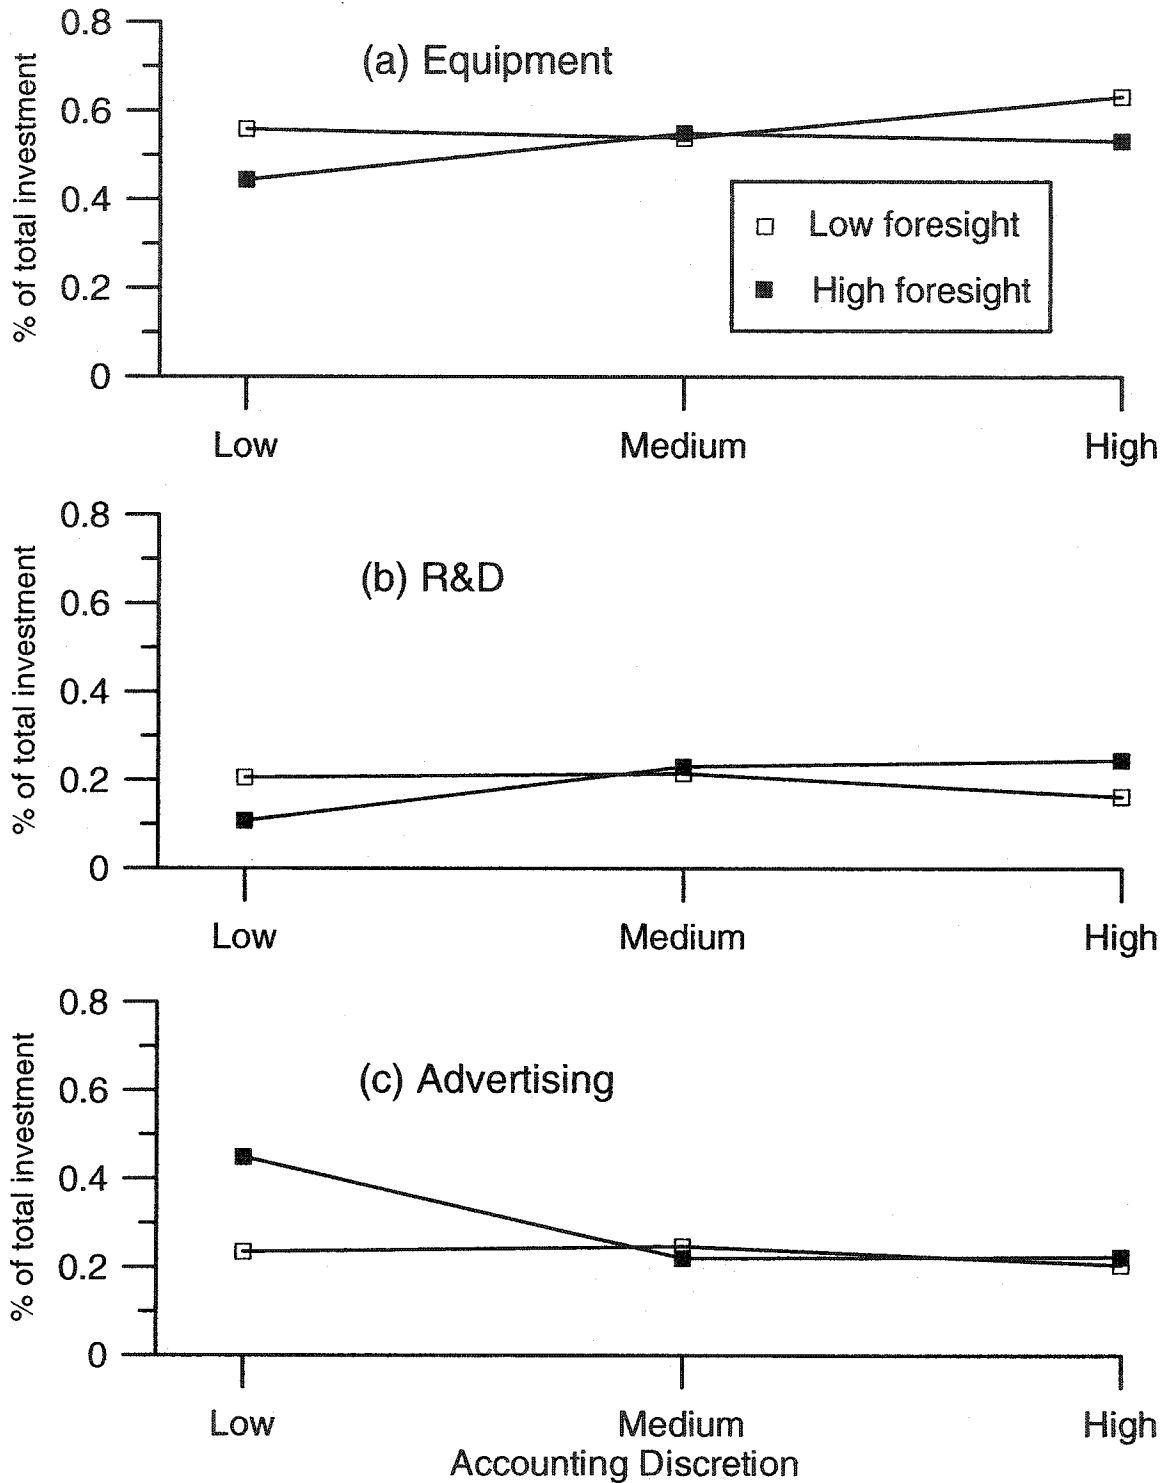 (a) Equipment
% of total investment
0.8
0.6
0.4
0.2
0
Low foresight
High foresight
Low Medium High
(b) R&D
% of total investment
0.8
0.6
0.4
0.2
0
Low Medium High
(c) Advertising
% of total investment
0.8
0.6
0.4
0.2
0
Low Medium High
Accounting Discretion